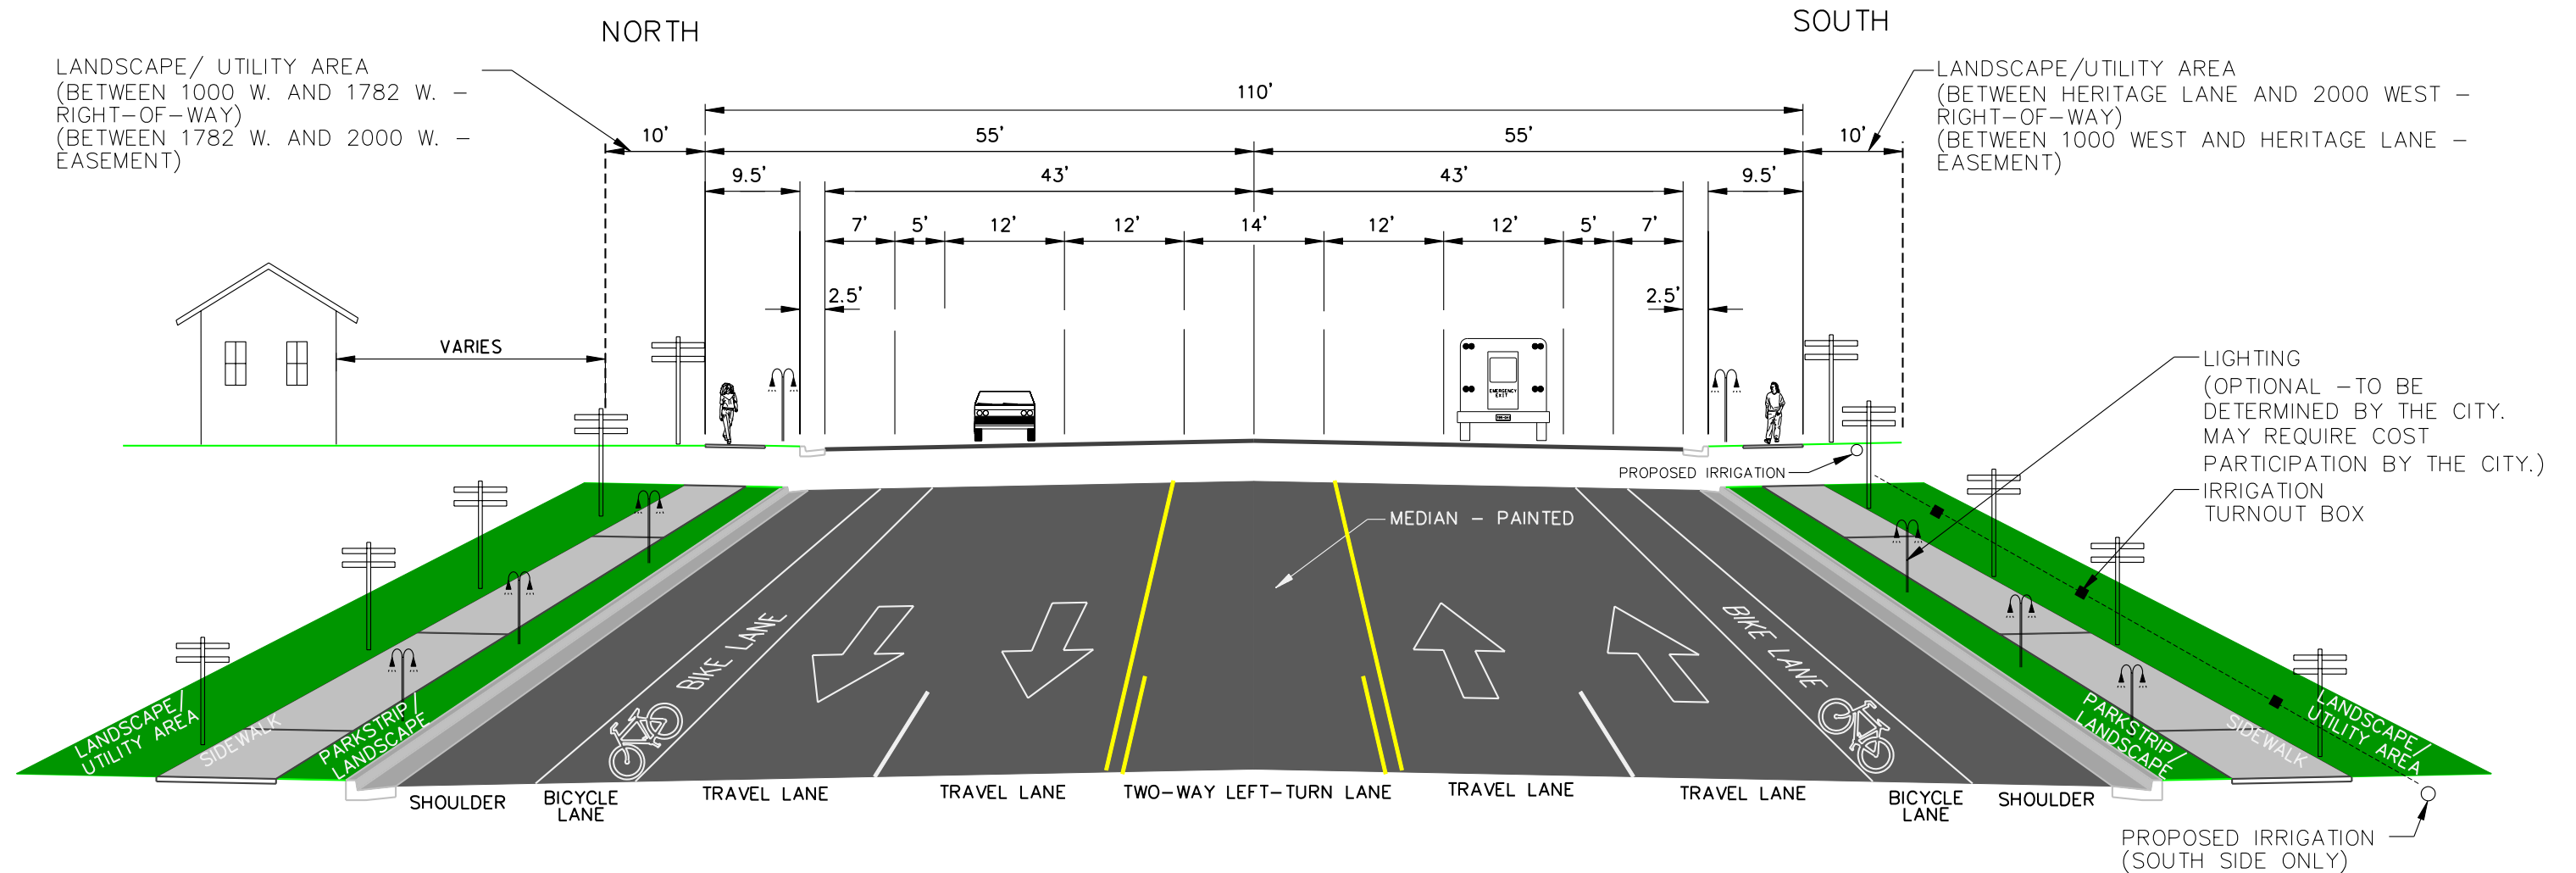 NORTH
SOUTH
LANDSCAPE/ UTILITY AREA
(BETWEEN 1000 W. AND 1782 W. –
RIGHT–OF–WAY)
(BETWEEN 1782 W. AND 2000 W. –
EASEMENT)
LANDSCAPE/UTILITY AREA
(BETWEEN HERITAGE LANE AND 2000 WEST –
RIGHT–OF–WAY)
(BETWEEN 1000 WEST AND HERITAGE LANE –
EASEMENT)
110'
10'
55'
55'
10'
9.5'
43'
43'
9.5'
7'
5'
12'
12'
14'
12'
12'
5'
7'
2.5'
2.5'
VARIES
EMERGENCY
EXIT
LIGHTING
(OPTIONAL –TO BE
DETERMINED BY THE CITY.
MAY REQUIRE COST
PARTICIPATION BY THE CITY.)
PROPOSED IRRIGATION
IRRIGATION
TURNOUT BOX
MEDIAN – PAINTED
BIKE LANE
BIKE LANE
LANDSCAPE/
UTILITY AREA
SIDEWALK
PARKSTRIP/
LANDSCAPE
PARKSTRIP/
LANDSCAPE
SIDEWALK
LANDSCAPE/
UTILITY AREA
SHOULDER
BICYCLE
LANE
TRAVEL LANE
TRAVEL LANE
TWO–WAY LEFT–TURN LANE
TRAVEL LANE
TRAVEL LANE
BICYCLE
LANE
SHOULDER
PROPOSED IRRIGATION
(SOUTH SIDE ONLY)